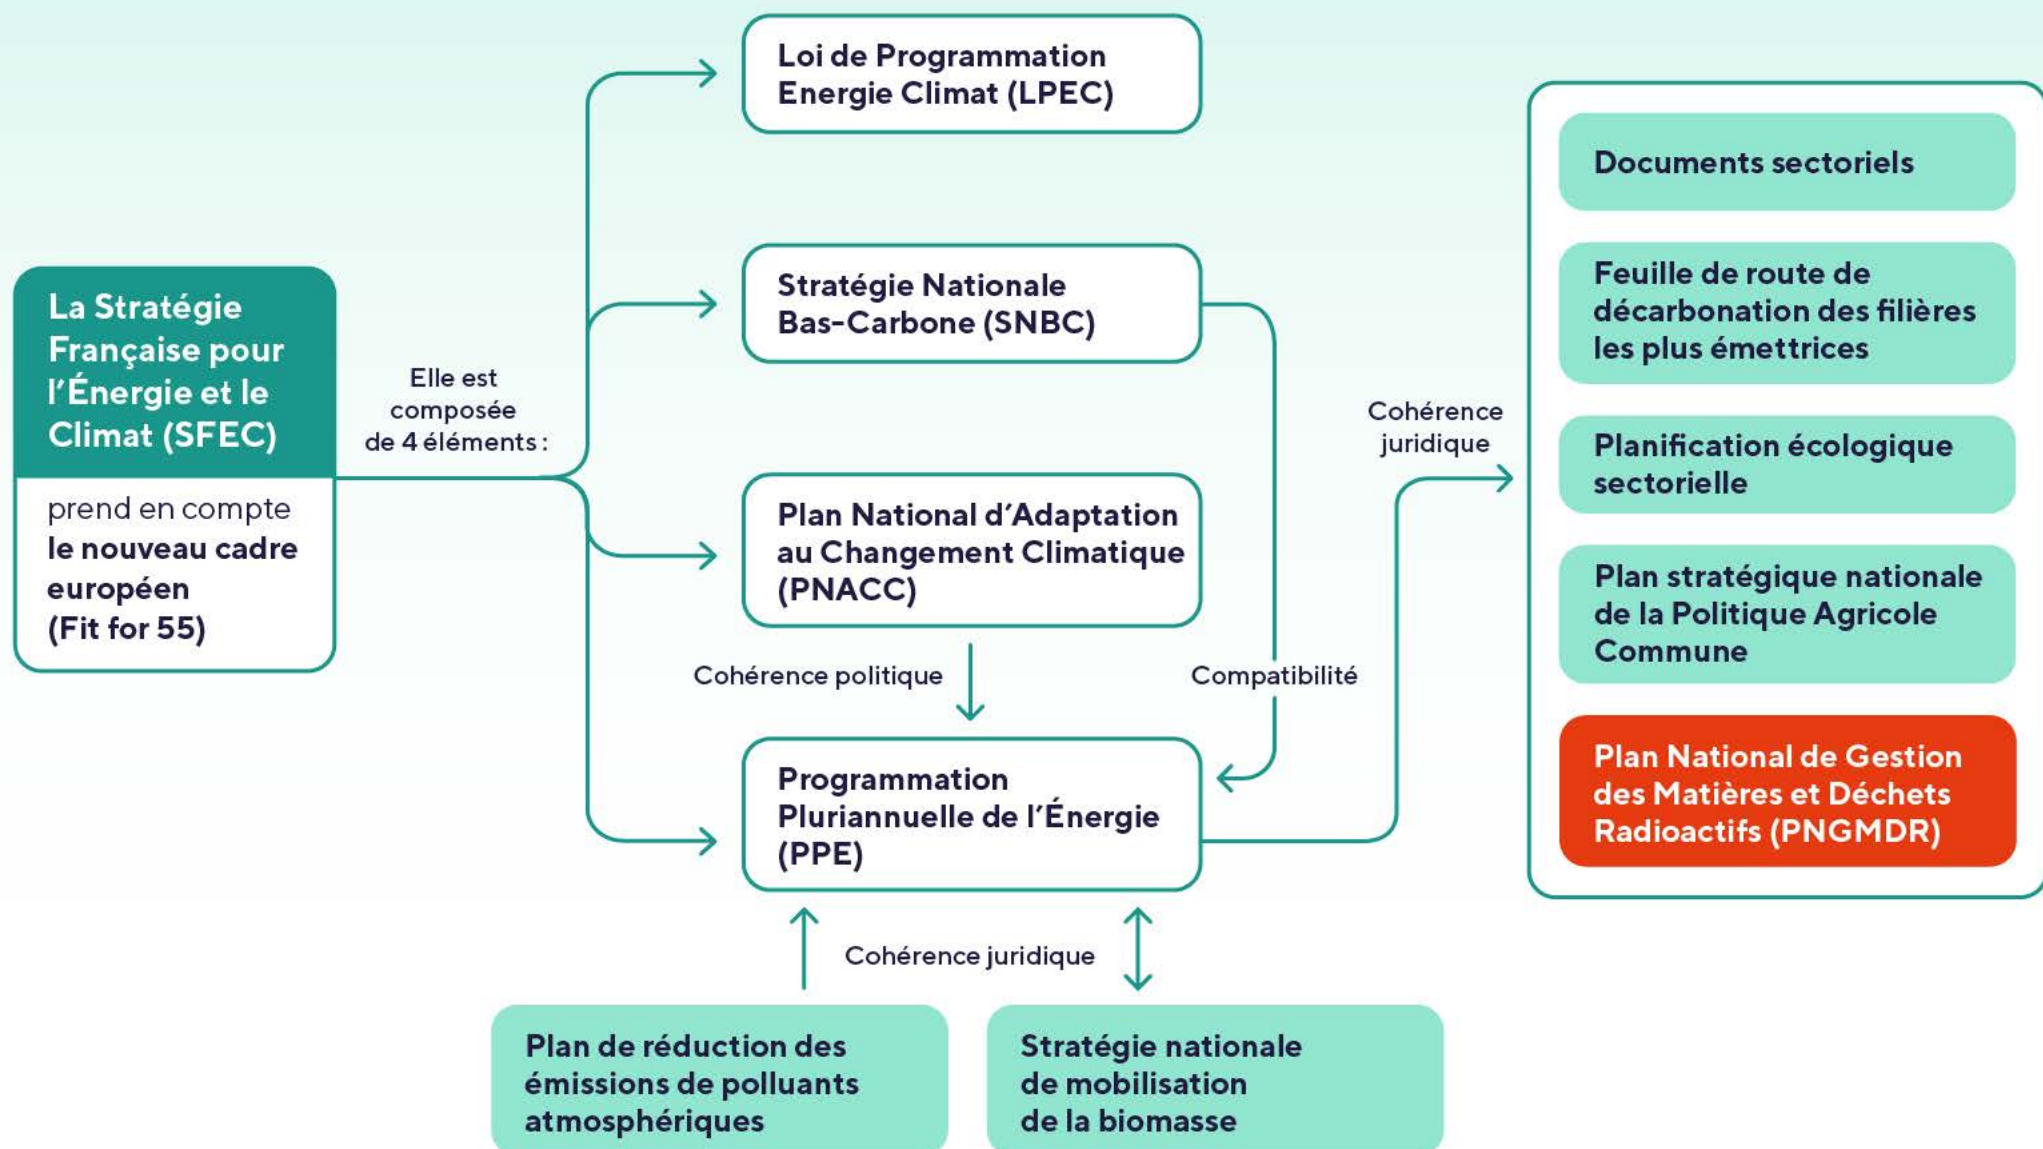 La Stratégie
Française pour
l'Énergie et le
Climat (SFEC)
prend en compte
le nouveau cadre
européen
(Fit for 55)
Elle est
composée
de 4 éléments :
Loi de Programmation
Energie Climat (LPEC)
Stratégie Nationale
Bas-Carbone (SNBC)
Plan National d'Adaptation
au Changement Climatique
(PNACC)
Cohérence politique
Compatibilité
Programmation
Pluriannuelle de l'Énergie
(PPE)
Cohérence juridique
Plan de réduction des
émissions de polluants
atmosphériques
Stratégie nationale
de mobilisation
de la biomasse
Cohérence
juridique
Documents sectoriels
Feuille de route de
décarbonation des filières
les plus émettrices
Planification écologique
sectorielle
Plan stratégique nationale
de la Politique Agricole
Commune
Plan National de Gestion
des Matières et Déchets
Radioactifs (PNGMDR)